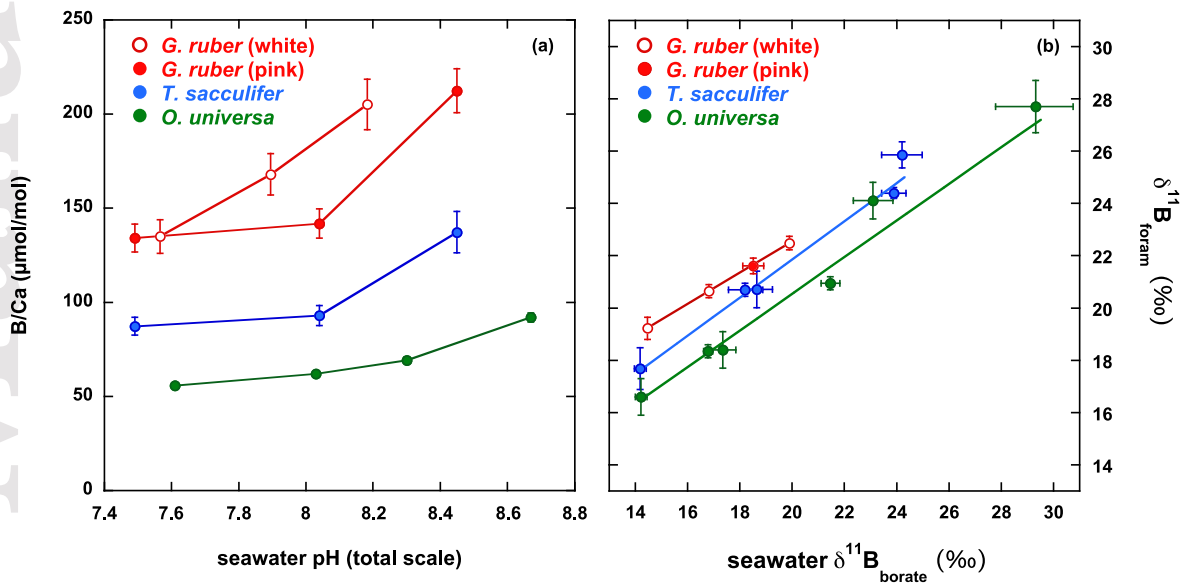 250
200
150
100
50
0
B/Ca (μmol/mol)
G. ruber (white)
G. ruber (pink)
T. sacculifer
O. universa
(a)
7.4 7.6 7.8 8 8.2 8.4 8.6 8.8
seawater pH (total scale)
G. ruber (white)
G. ruber (pink)
T. sacculifer
O. universa
(b)
30
28
26
24
22
20
18
16
14
δ¹¹B_foram (‰)
14 16 18 20 22 24 26 28 30
seawater δ¹¹B_borate (‰)